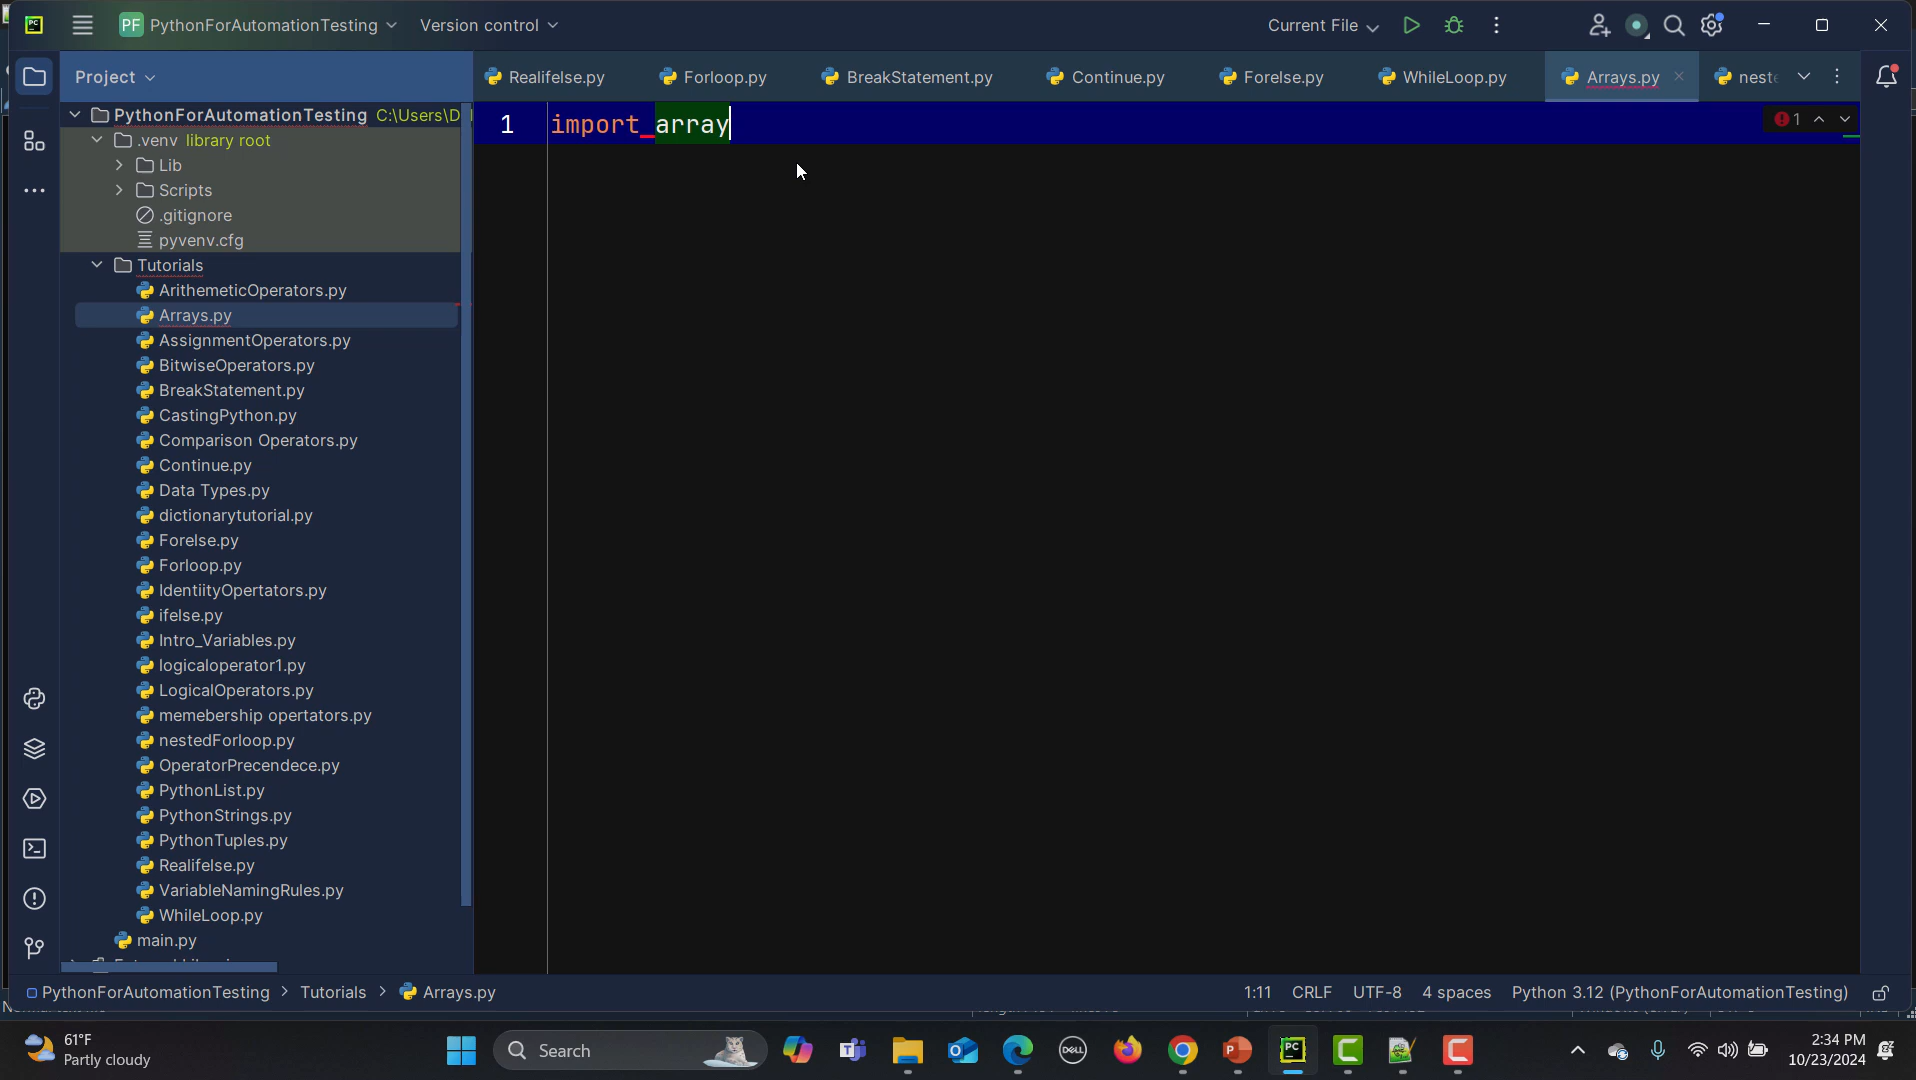 PF PythonForAutomationTesting Version control Current File
Project
Realifelse.py Forloop.py BreakStatement.py Continue.py Forelse.py WhileLoop.py Arrays.py neste
PythonForAutomationTesting C:\Users\D
.venv library root
Lib
Scripts
.gitignore
pyvenv.cfg
Tutorials
ArithemeticOperators.py
Arrays.py
AssignmentOperators.py
BitwiseOperators.py
BreakStatement.py
CastingPython.py
Comparison Operators.py
Continue.py
Data Types.py
dictionarytutorial.py
Forelse.py
Forloop.py
IdentiityOpertators.py
ifelse.py
Intro_Variables.py
logicaloperator1.py
LogicalOperators.py
memebership opertators.py
nestedForloop.py
OperatorPrecendece.py
PythonList.py
PythonStrings.py
PythonTuples.py
Realifelse.py
VariableNamingRules.py
WhileLoop.py
main.py
1 import array 1
PythonForAutomationTesting > Tutorials > Arrays.py 1:11 CRLF UTF-8 4 spaces Python 3.12 (PythonForAutomationTesting)
61°F
Partly cloudy
Search
DELL
2:34 PM
10/23/2024